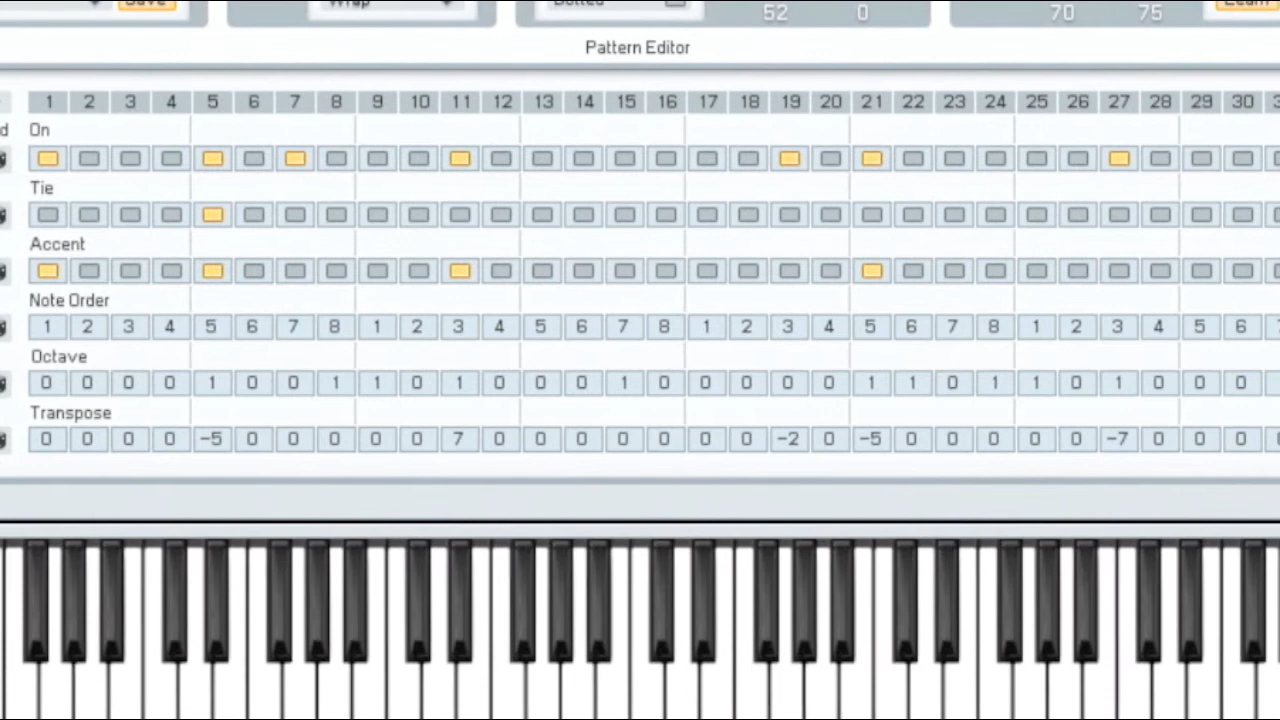 Save Wrap Dotted 52 0 70 75 Learn
Pattern Editor
1 2 3 4 5 6 7 8 9 10 11 12 13 14 15 16 17 18 19 20 21 22 23 24 25 26 27 28 29 30
d On
Tie
Accent
Note Order
1 2 3 4 5 6 7 8 1 2 3 4 5 6 7 8 1 2 3 4 5 6 7 8 1 2 3 4 5 6
Octave
0 0 0 0 1 0 0 1 1 0 1 0 0 0 1 0 0 0 0 0 1 1 0 1 1 0 1 0 0 0
Transpose
0 0 0 0 -5 0 0 0 0 0 7 0 0 0 0 0 0 0 -2 0 -5 0 0 0 0 0 -7 0 0 0